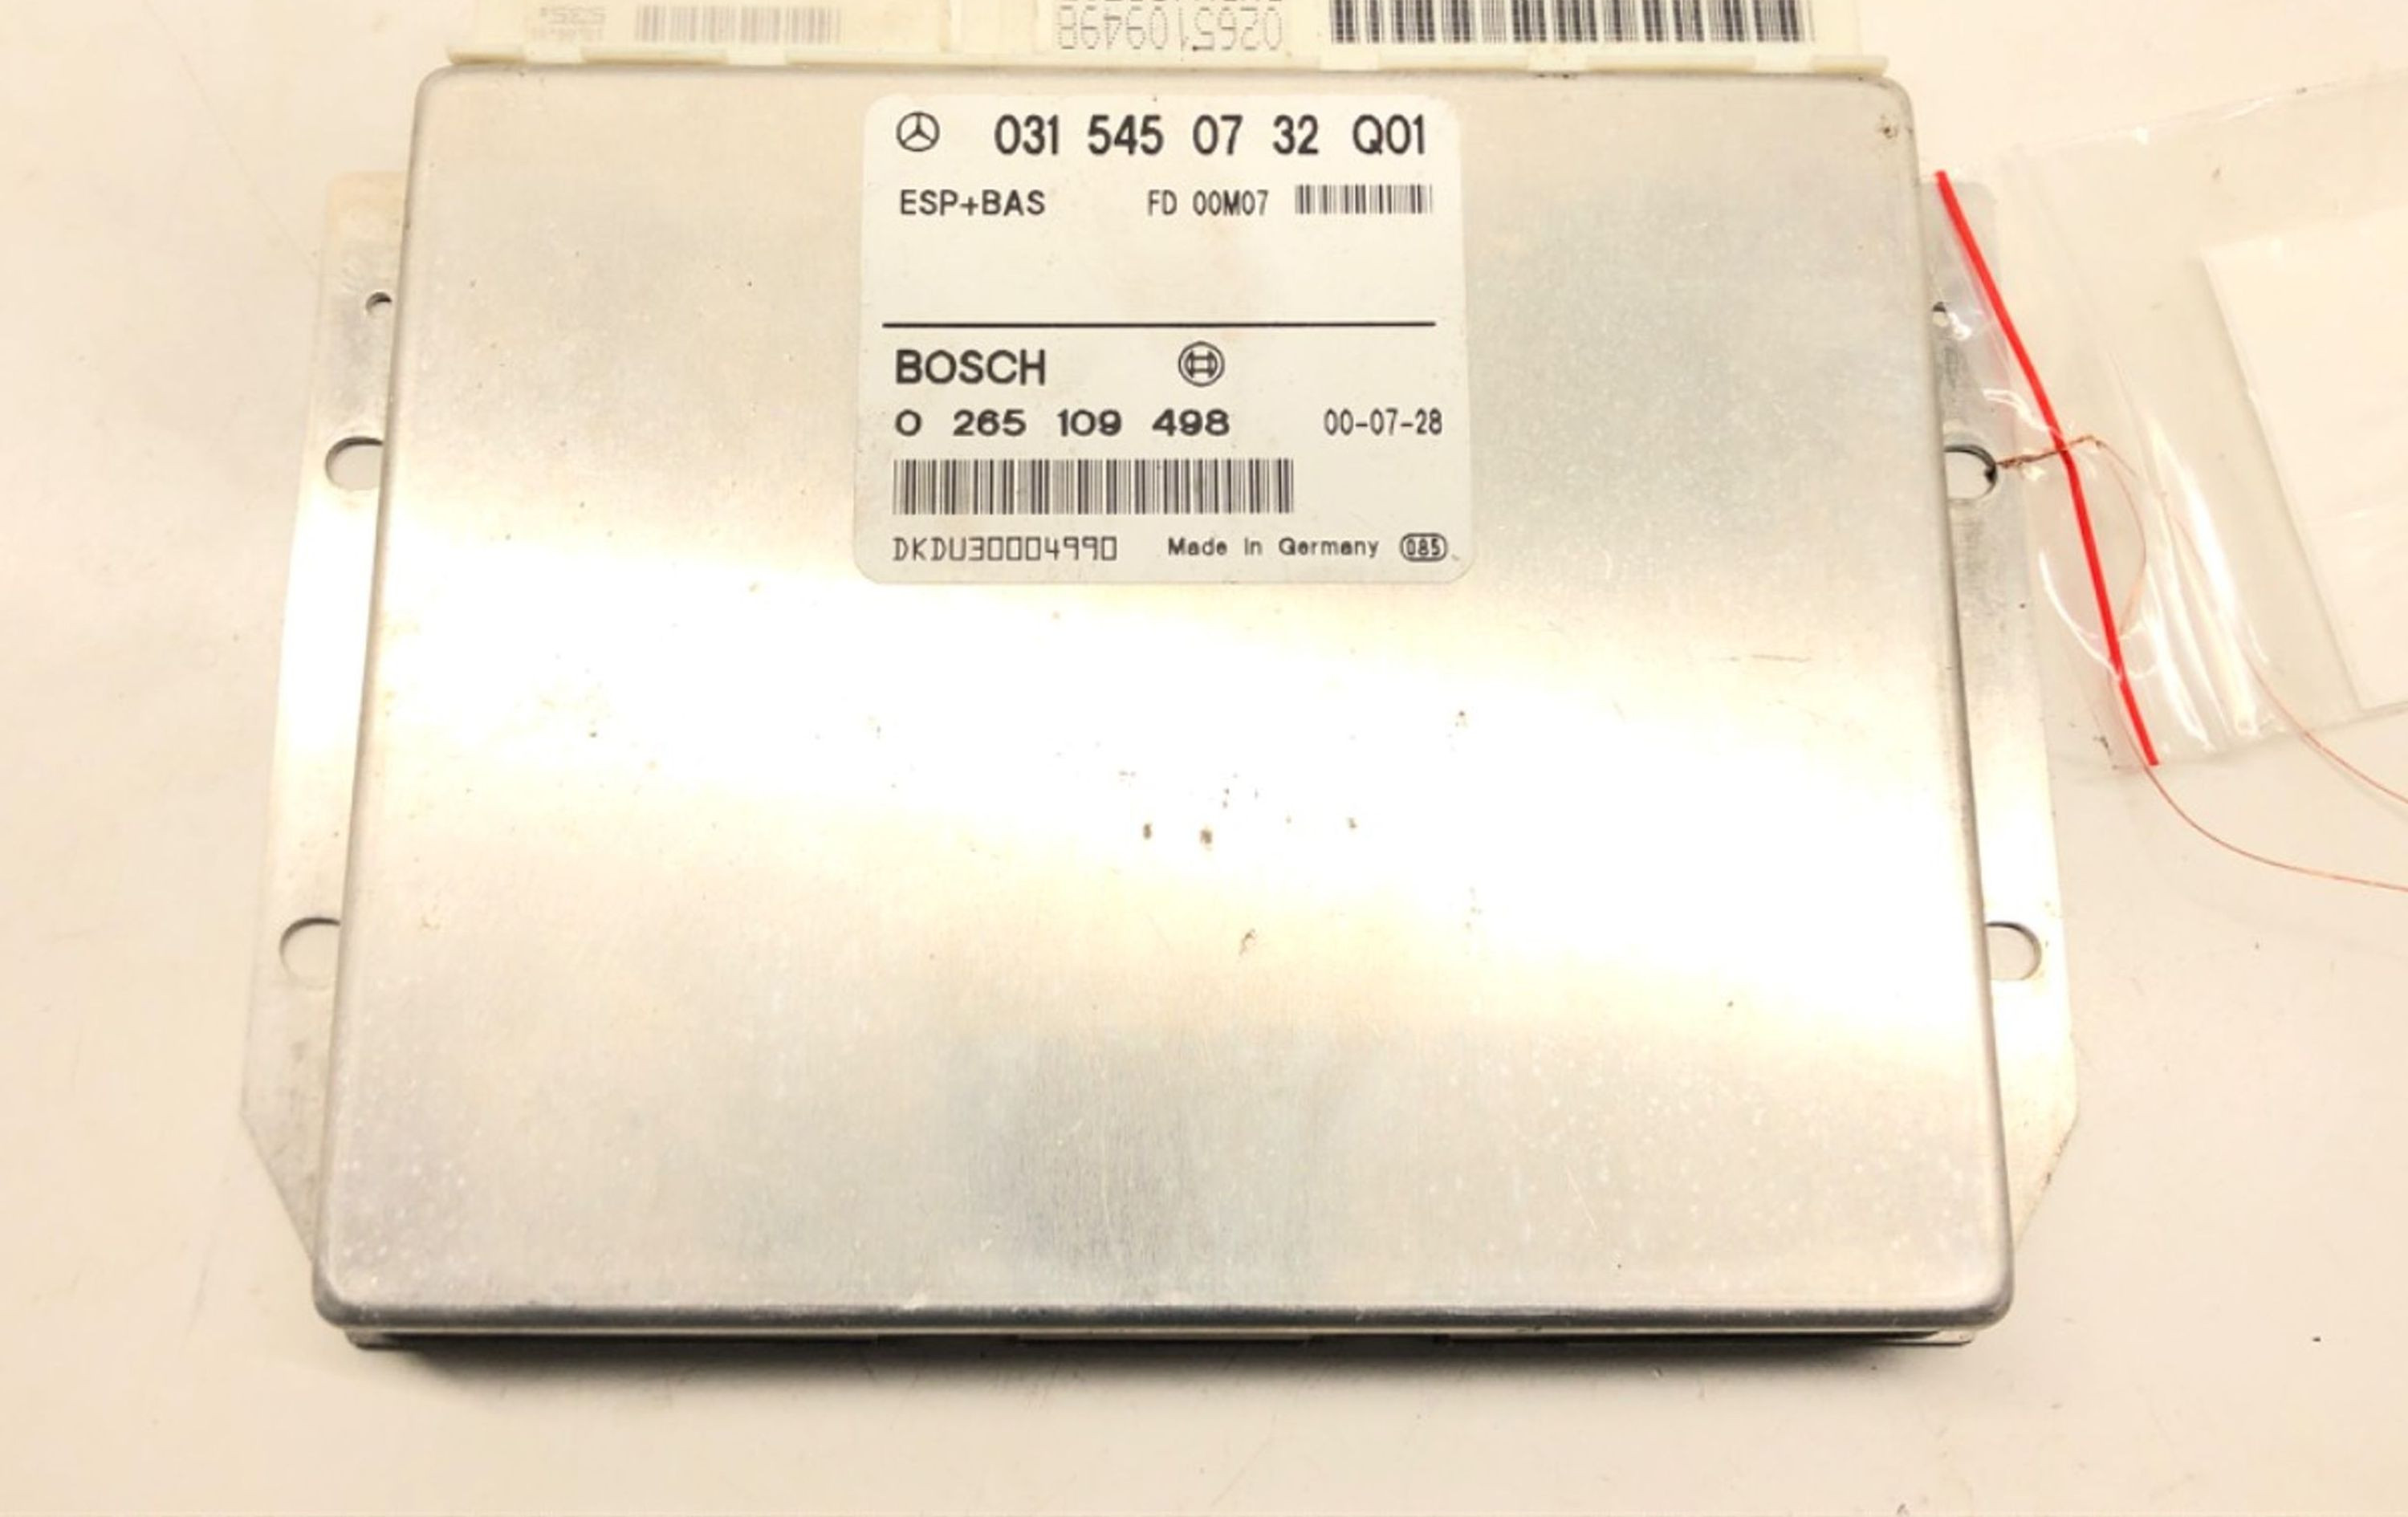 0265109498
031 545 07 32 Q01
ESP+BAS FD 00M07
BOSCH
0 265 109 498 00-07-28
DKDU30004990 Made in Germany 085